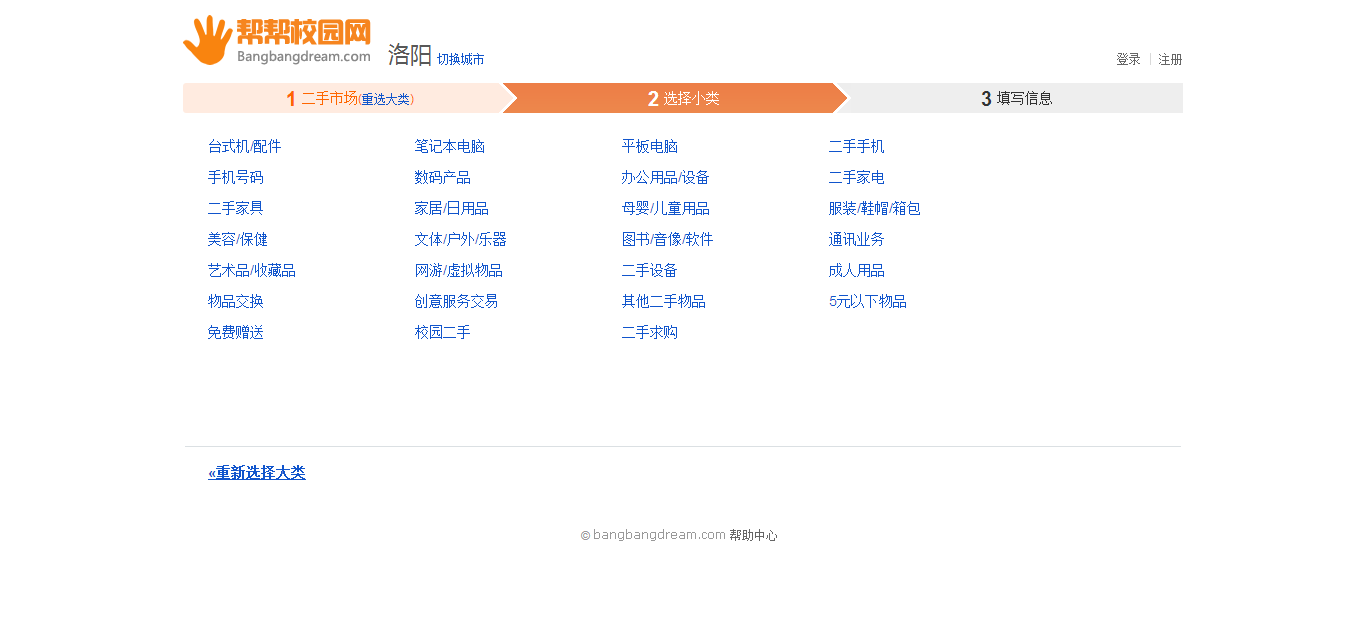 帮帮校园网
Bangbangdream.com
洛阳 切换城市
登录 注册
1 二手市场(重选大类) 2 选择小类 3 填写信息
台式机/配件 笔记本电脑 平板电脑 二手手机
手机号码 数码产品 办公用品/设备 二手家电
二手家具 家居/日用品 母婴/儿童用品 服装/鞋帽/箱包
美容/保健 文体/户外/乐器 图书/音像/软件 通讯业务
艺术品/收藏品 网游/虚拟物品 二手设备 成人用品
物品交换 创意服务交易 其他二手物品 5元以下物品
免费赠送 校园二手 二手求购
«重新选择大类
© bangbangdream.com 帮助中心